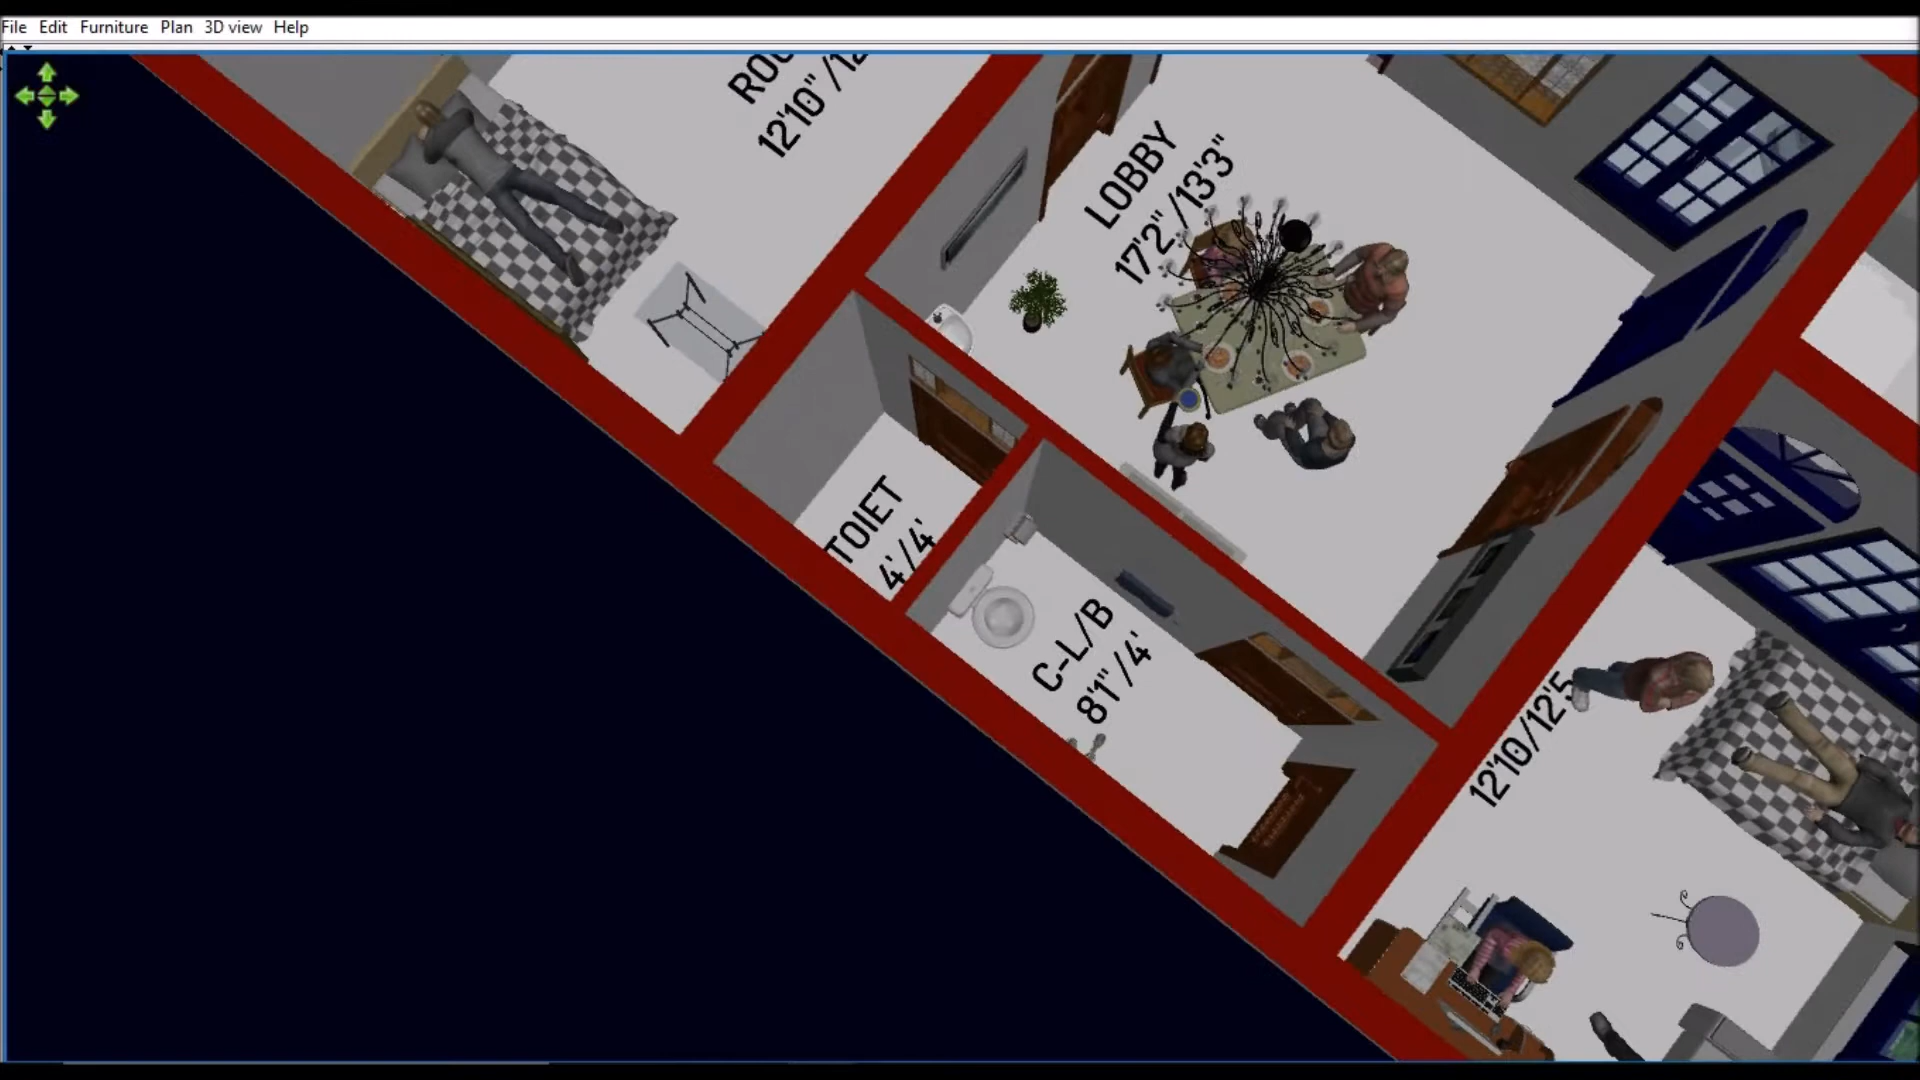 File Edit Furniture Plan 3D view Help
12'10"/12
LOBBY
17'2"/13'3"
TOIET
4'/4'
C-L/B
8'1"/4'
12'10/12'5